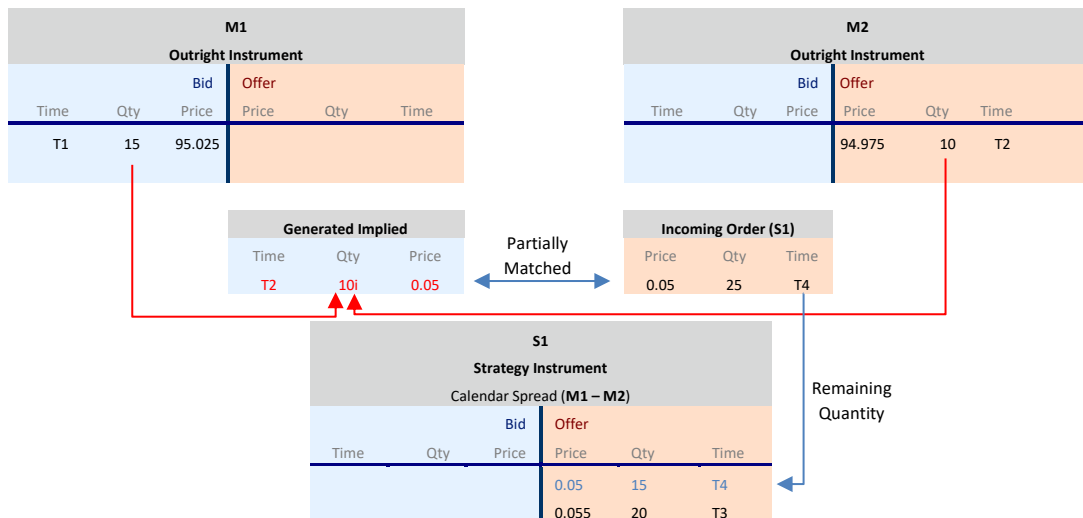 M1
Outright Instrument
Bid Offer
Time Qty Price Price Qty Time
T1 15 95.025
M2
Outright Instrument
Bid Offer
Time Qty Price Price Qty Time
94.975 10 T2
Generated Implied
Time Qty Price
T2 10i 0.05
Partially
Matched
Incoming Order (S1)
Price Qty Time
0.05 25 T4
S1
Strategy Instrument
Calendar Spread (M1 – M2)
Bid Offer
Time Qty Price Price Qty Time
0.05 15 T4
0.055 20 T3
Remaining
Quantity